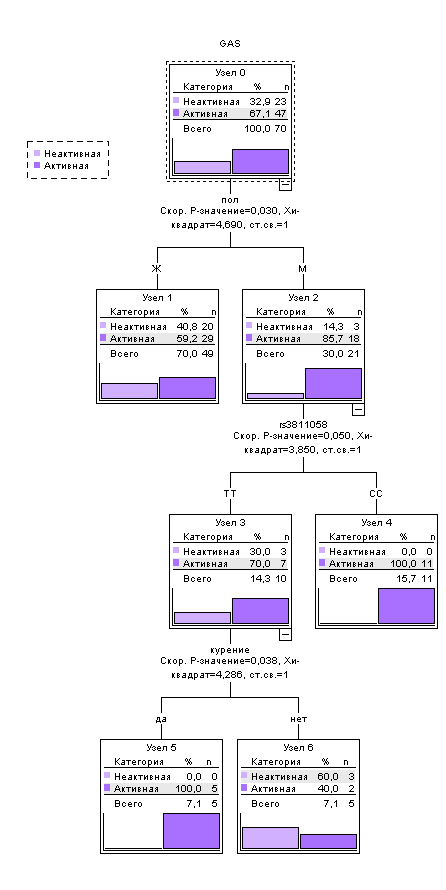 GAS
Узел 0
Категория % n
Неактивная 32,9 23
Активная 67,1 47
Всего 100,0 70
Неактивная
Активная
пол
Скор. Р-значение=0,030, Хи-
квадрат=4,690, ст.св.=1
Ж
М
Узел 1
Категория % n
Неактивная 40,8 20
Активная 59,2 29
Всего 70,0 49
Узел 2
Категория % n
Неактивная 14,3 3
Активная 85,7 18
Всего 30,0 21
rs3811058
Скор. Р-значение=0,050, Хи-
квадрат=3,850, ст.св.=1
TT
CC
Узел 3
Категория % n
Неактивная 30,0 3
Активная 70,0 7
Всего 14,3 10
Узел 4
Категория % n
Неактивная 0,0 0
Активная 100,0 11
Всего 15,7 11
курение
Скор. Р-значение=0,038, Хи-
квадрат=4,286, ст.св.=1
да
нет
Узел 5
Категория % n
Неактивная 0,0 0
Активная 100,0 5
Всего 7,1 5
Узел 6
Категория % n
Неактивная 60,0 3
Активная 40,0 2
Всего 7,1 5